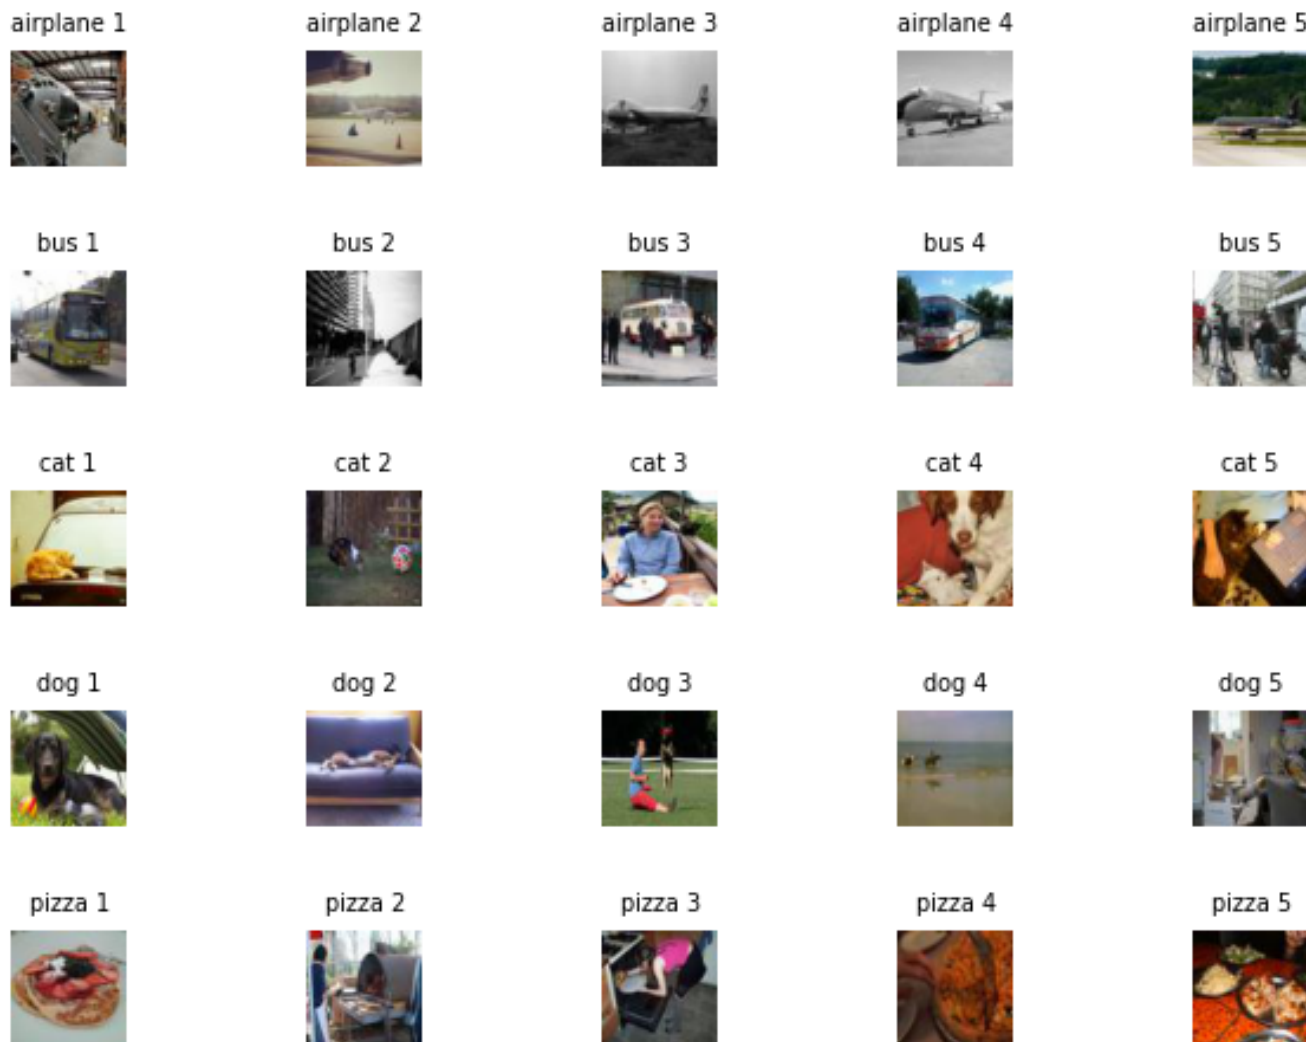 airplane 1 airplane 2 airplane 3 airplane 4 airplane 5
bus 1 bus 2 bus 3 bus 4 bus 5
cat 1 cat 2 cat 3 cat 4 cat 5
dog 1 dog 2 dog 3 dog 4 dog 5
pizza 1 pizza 2 pizza 3 pizza 4 pizza 5